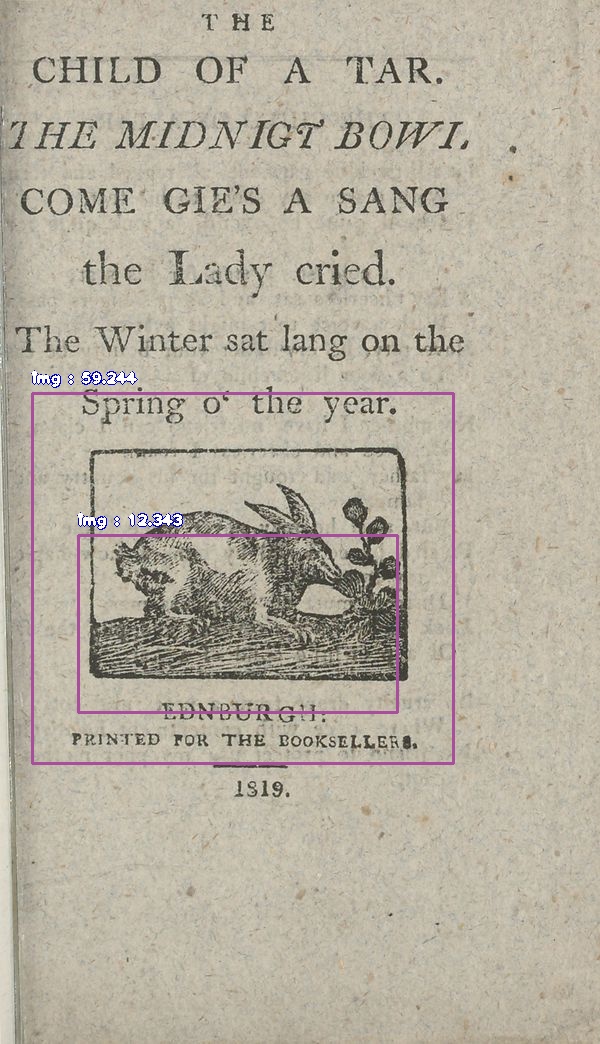 THE
CHILD OF A TAR.
THE MIDNIGT BOWL.
COME GIE'S A SANG
the Lady cried.
The Winter sat lang on the
img : 59.244
Spring o' the year.
img : 12.343
EDNBURGH:
PRINTED FOR THE BOOKSELLERS.
1819.